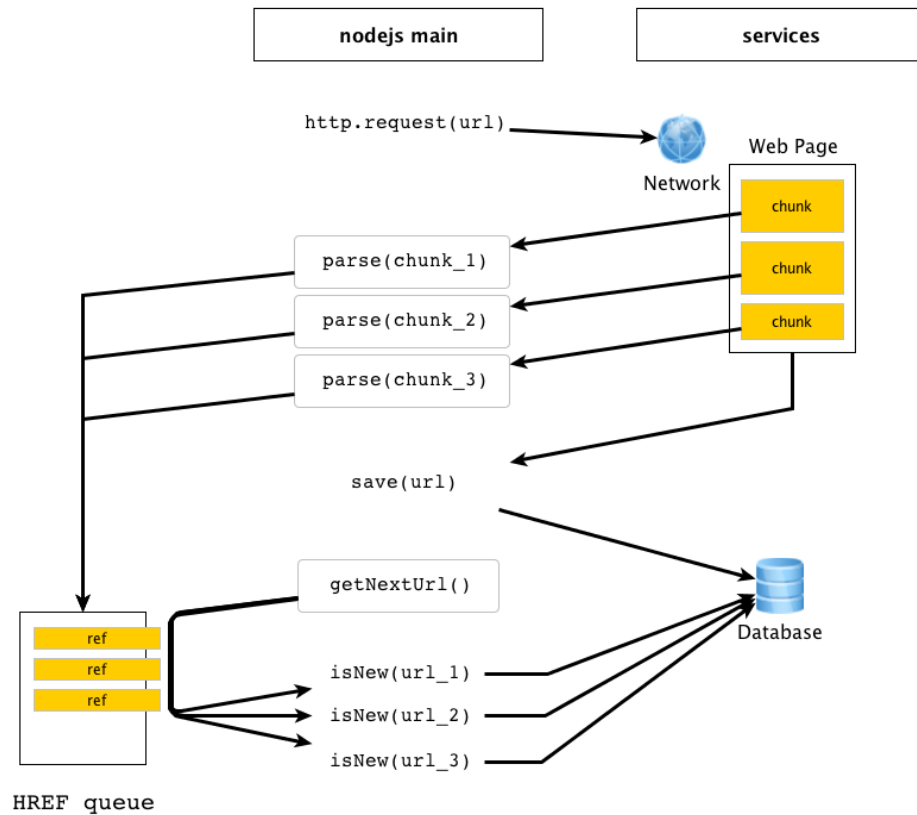 nodejs main
services
http.request(url)
Network
Web Page
chunk
chunk
chunk
parse(chunk_1)
parse(chunk_2)
parse(chunk_3)
save(url)
getNextUrl()
Database
ref
ref
ref
isNew(url_1)
isNew(url_2)
isNew(url_3)
HREF queue